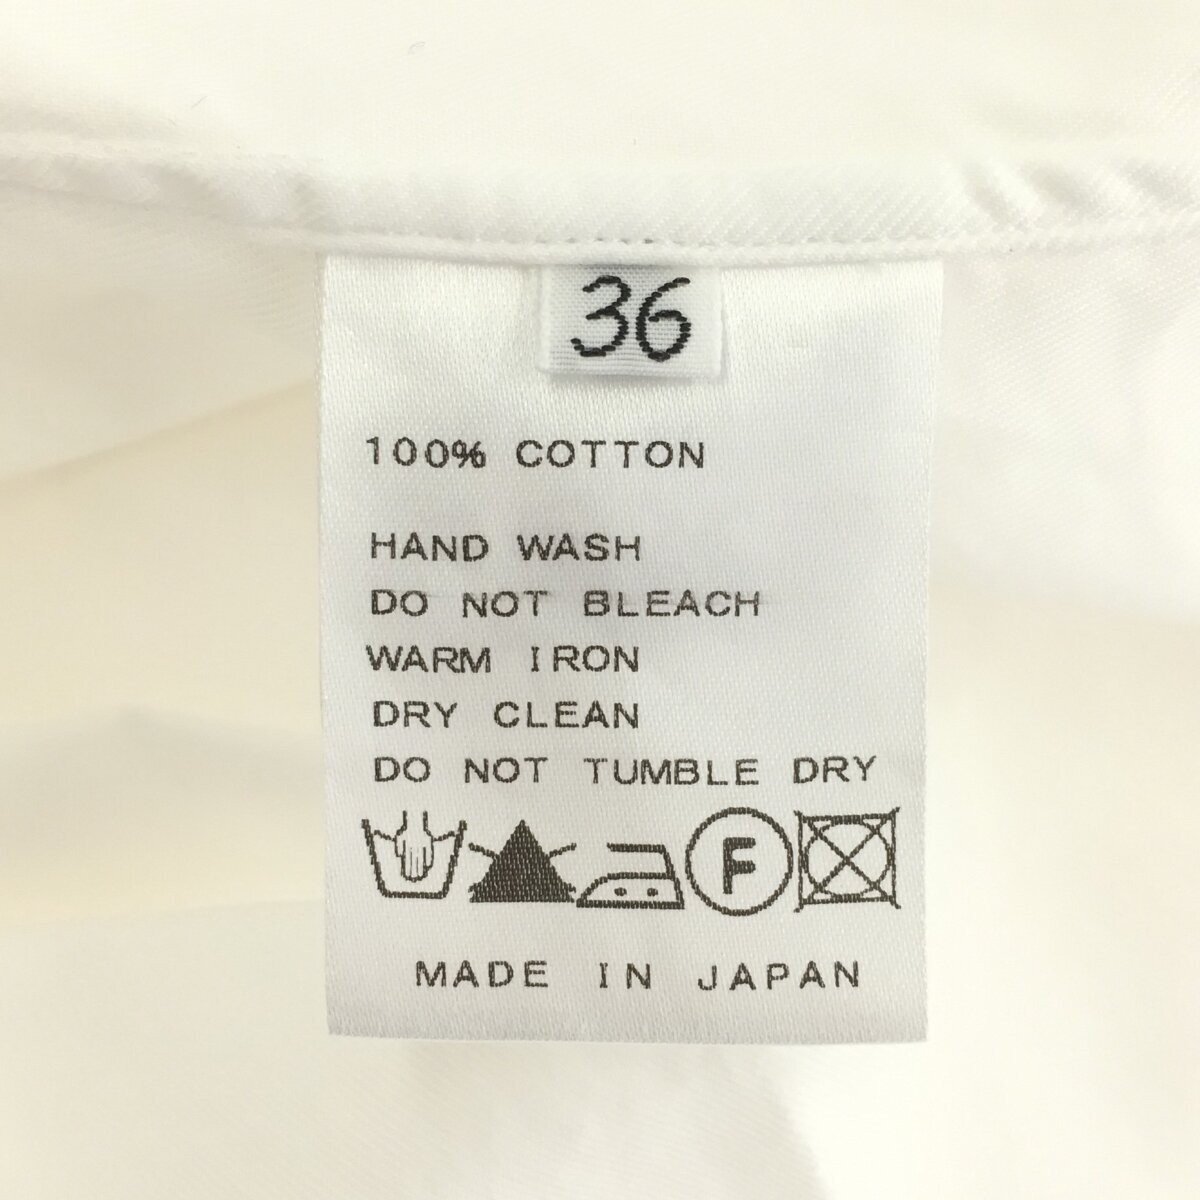 36
100% COTTON
HAND WASH
DO NOT BLEACH
WARM IRON
DRY CLEAN
DO NOT TUMBLE DRY
F
MADE IN JAPAN